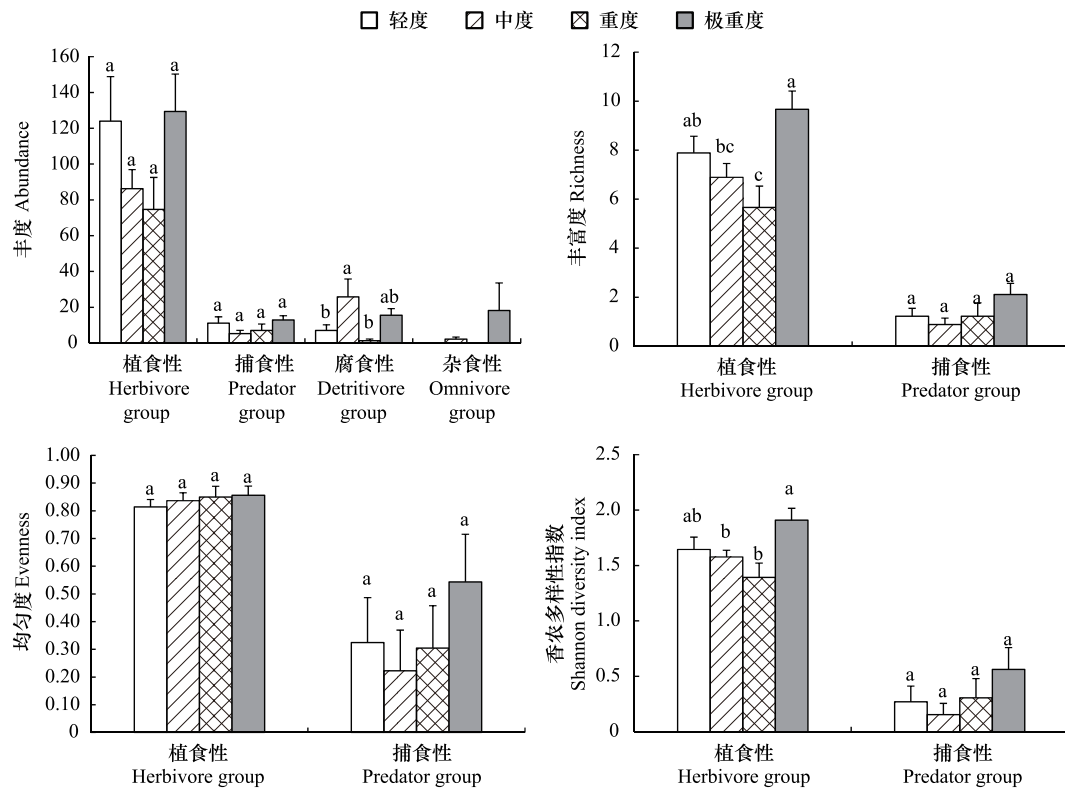 轻度 中度 重度 极重度
丰度 Abundance
160
140
120
100
80
60
40
20
0
a a a a
a a a a
b a b ab
植食性 捕食性 腐食性 杂食性
Herbivore Predator Detritivore Omnivore
group group group group
丰富度 Richness
12
10
8
6
4
2
0
ab bc c a
a a a a
植食性 捕食性
Herbivore group Predator group
均匀度 Evenness
1.00
0.90
0.80
0.70
0.60
0.50
0.40
0.30
0.20
0.10
0
a a a a
a a a a
植食性 捕食性
Herbivore group Predator group
香农多样性指数
Shannon diversity index
2.5
2.0
1.5
1.0
0.5
0
ab b b a
a a a a
植食性 捕食性
Herbivore group Predator group